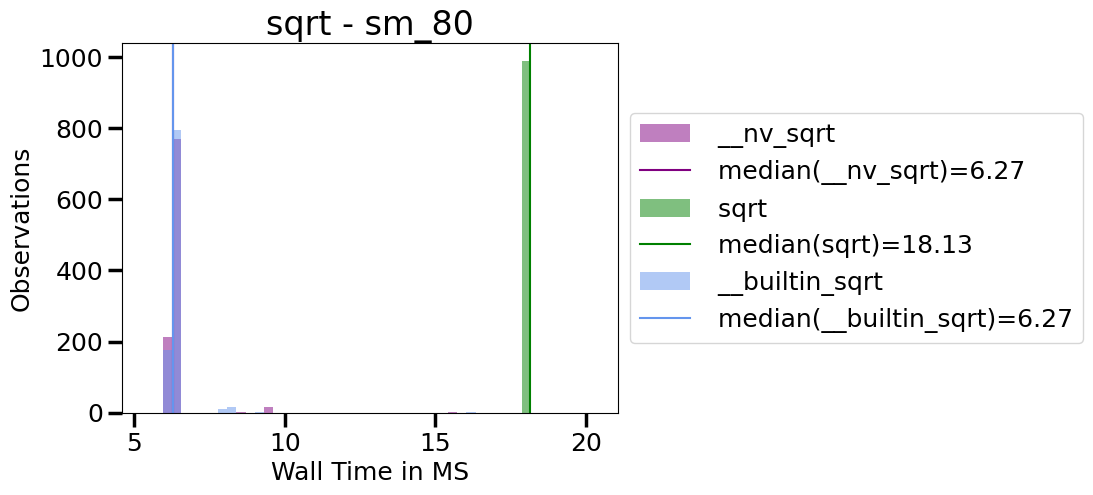 sqrt - sm_80
1000
800
600
400
200
0
Observations
5
10
15
20
Wall Time in MS
__nv_sqrt
median(__nv_sqrt)=6.27
sqrt
median(sqrt)=18.13
__builtin_sqrt
median(__builtin_sqrt)=6.27